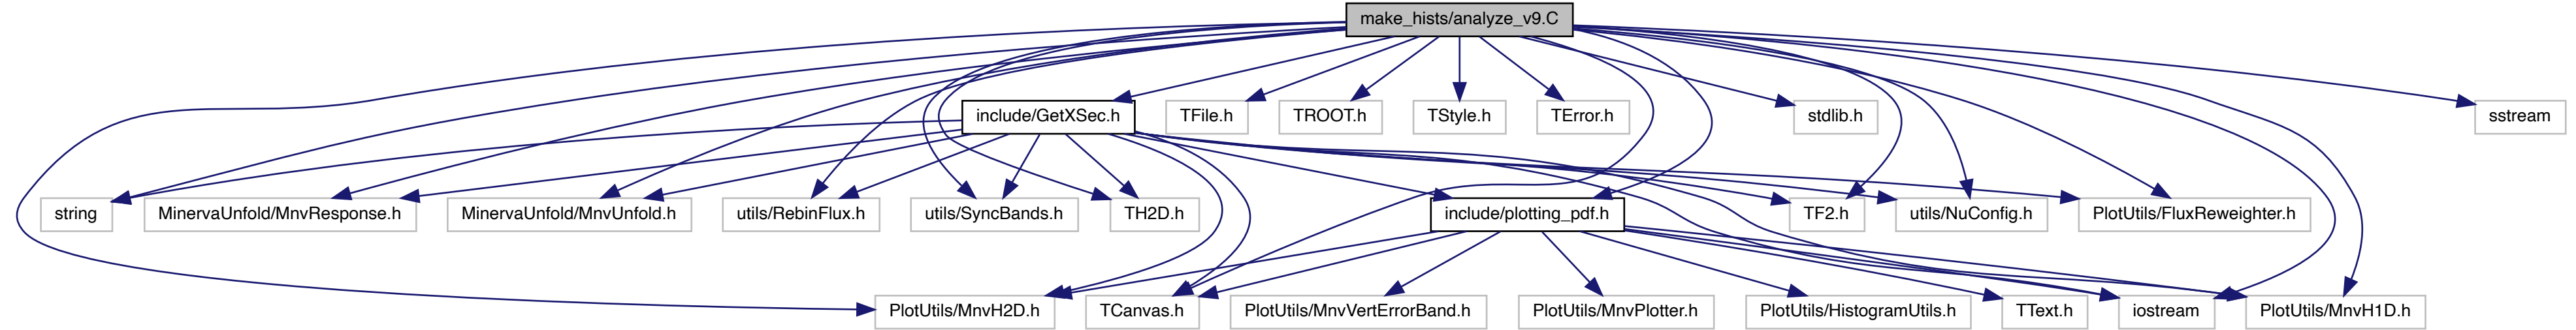 make_hists/analyze_v9.C
include/GetXSec.h
TFile.h
TROOT.h
TStyle.h
TError.h
stdlib.h
sstream
string
MinervaUnfold/MnvResponse.h
MinervaUnfold/MnvUnfold.h
utils/RebinFlux.h
utils/SyncBands.h
TH2D.h
include/plotting_pdf.h
TF2.h
utils/NuConfig.h
PlotUtils/FluxReweighter.h
PlotUtils/MnvH2D.h
TCanvas.h
PlotUtils/MnvVertErrorBand.h
PlotUtils/MnvPlotter.h
PlotUtils/HistogramUtils.h
TText.h
iostream
PlotUtils/MnvH1D.h